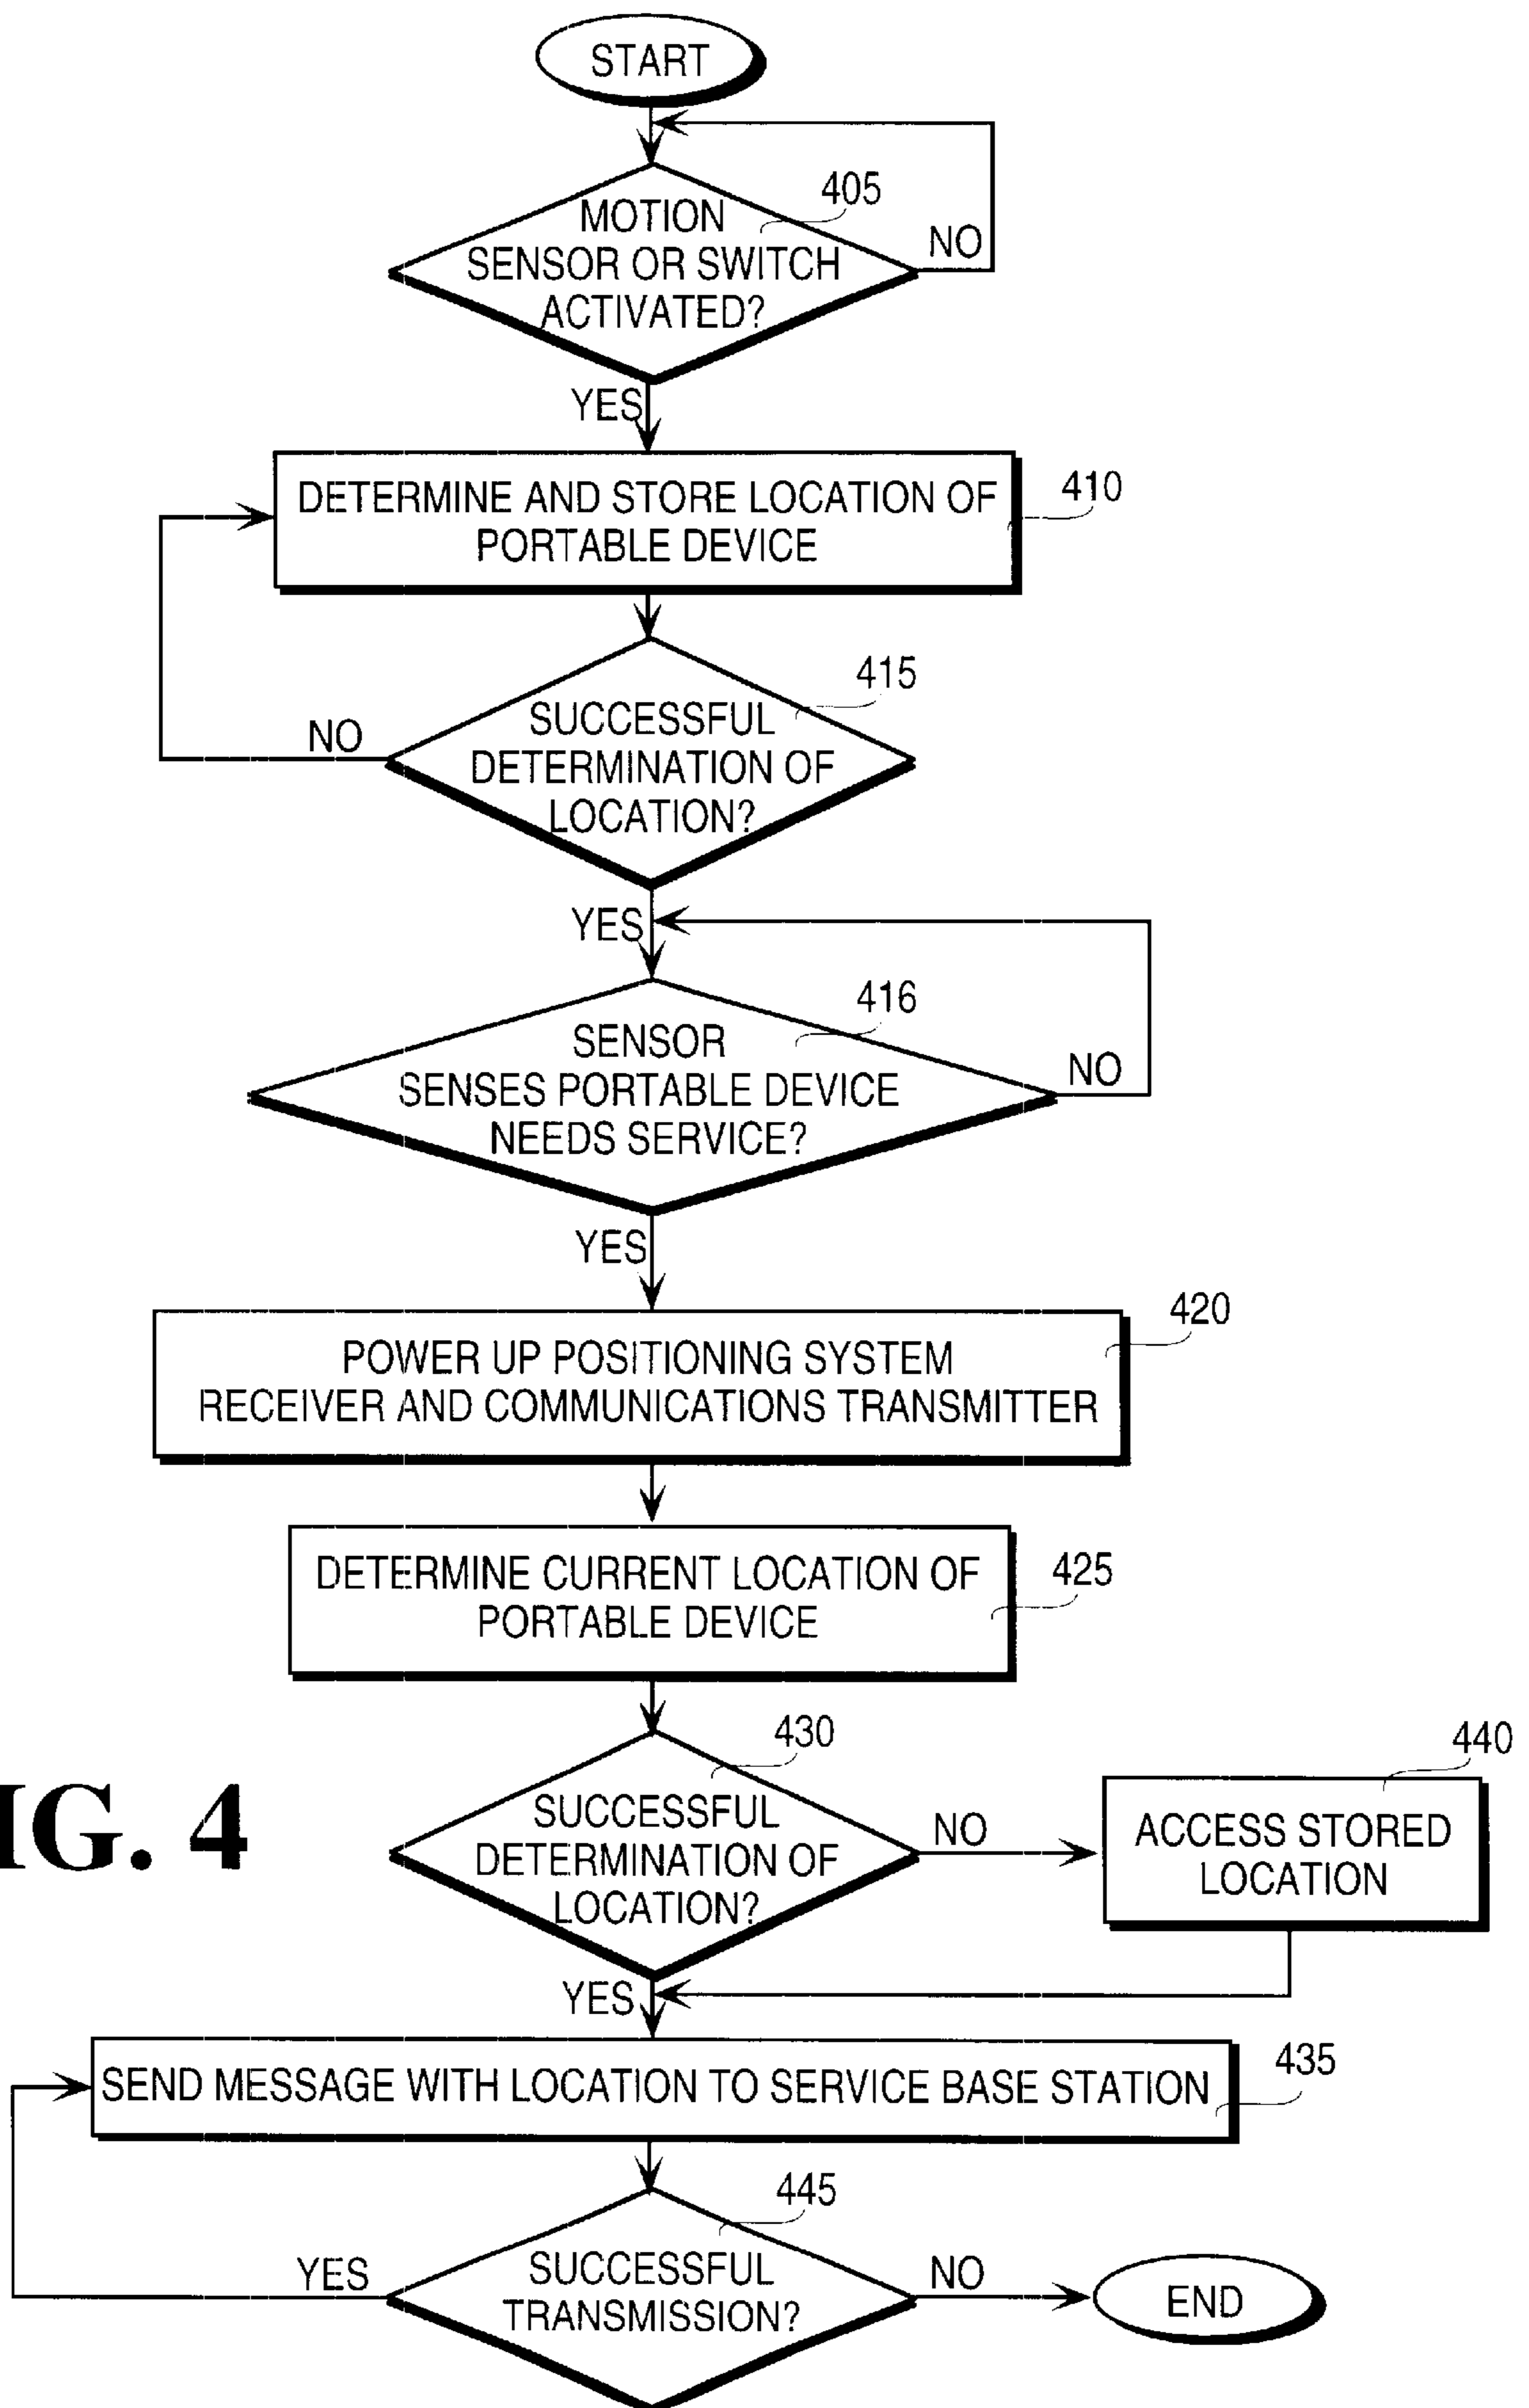 START
405
MOTION
SENSOR OR SWITCH
ACTIVATED?
NO
YES
DETERMINE AND STORE LOCATION OF
PORTABLE DEVICE
410
415
SUCCESSFUL
DETERMINATION OF
LOCATION?
NO
YES
416
SENSOR
SENSES PORTABLE DEVICE
NEEDS SERVICE?
NO
YES
420
POWER UP POSITIONING SYSTEM
RECEIVER AND COMMUNICATIONS TRANSMITTER
DETERMINE CURRENT LOCATION OF
PORTABLE DEVICE
425
430
SUCCESSFUL
DETERMINATION OF
LOCATION?
NO
440
ACCESS STORED
LOCATION
IG. 4
YES
SEND MESSAGE WITH LOCATION TO SERVICE BASE STATION
435
445
SUCCESSFUL
TRANSMISSION?
YES
NO
END